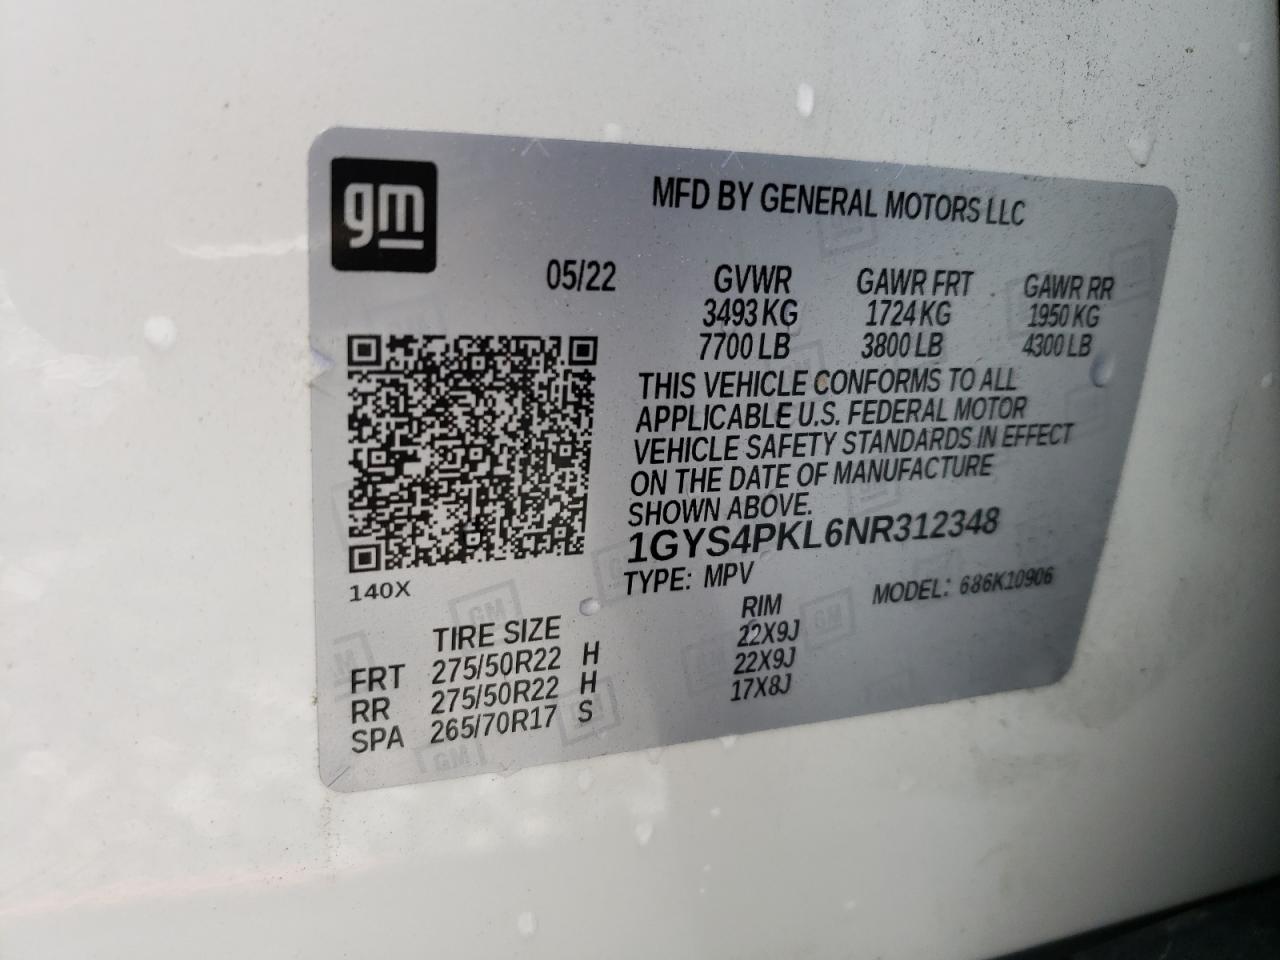 gm
MFD BY GENERAL MOTORS LLC
05/22 GVWR GAWR FRT GAWR RR
3493 KG 1724 KG 1950 KG
7700 LB 3800 LB 4300 LB
THIS VEHICLE CONFORMS TO ALL
APPLICABLE U.S. FEDERAL MOTOR
VEHICLE SAFETY STANDARDS IN EFFECT
ON THE DATE OF MANUFACTURE
SHOWN ABOVE.
1GYS4PKL6NR312348
TYPE: MPV MODEL: 686K10906
140X
TIRE SIZE RIM
FRT 275/50R22 H 22X9J
RR 275/50R22 H 22X9J
SPA 265/70R17 S 17X8J